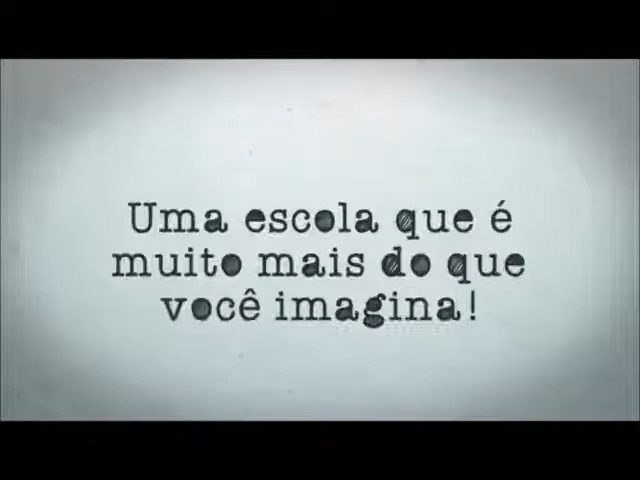 Uma escola que é
muito mais do que
você imagina!